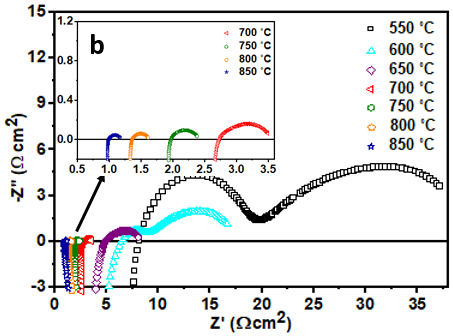 15
12
9
6
3
0
-3
-Z'' (Ω cm²)
0
5
10
15
20
25
30
35
Z' (Ω cm²)
550 °C
600 °C
650 °C
700 °C
750 °C
800 °C
850 °C
b
1.2
0.8
0.4
0.0
0.5
1.0
1.5
2.0
2.5
3.0
3.5
700 °C
750 °C
800 °C
850 °C